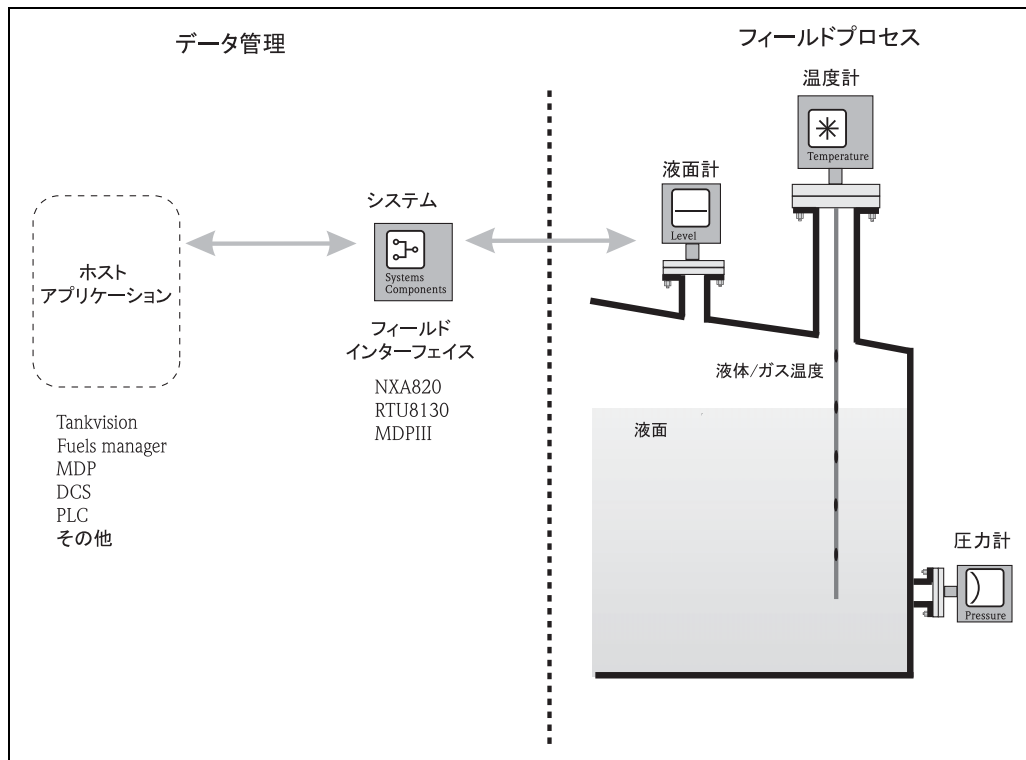 データ管理
フィールドプロセス
温度計
Temperature
液面計
Level
システム
Systems
Components
ホスト
アプリケーション
フィールド
インターフェイス
NXA820
RTU8130
MDPIII
Tankvision
Fuels manager
MDP
DCS
PLC
その他
液体/ガス温度
液面
圧力計
Pressure